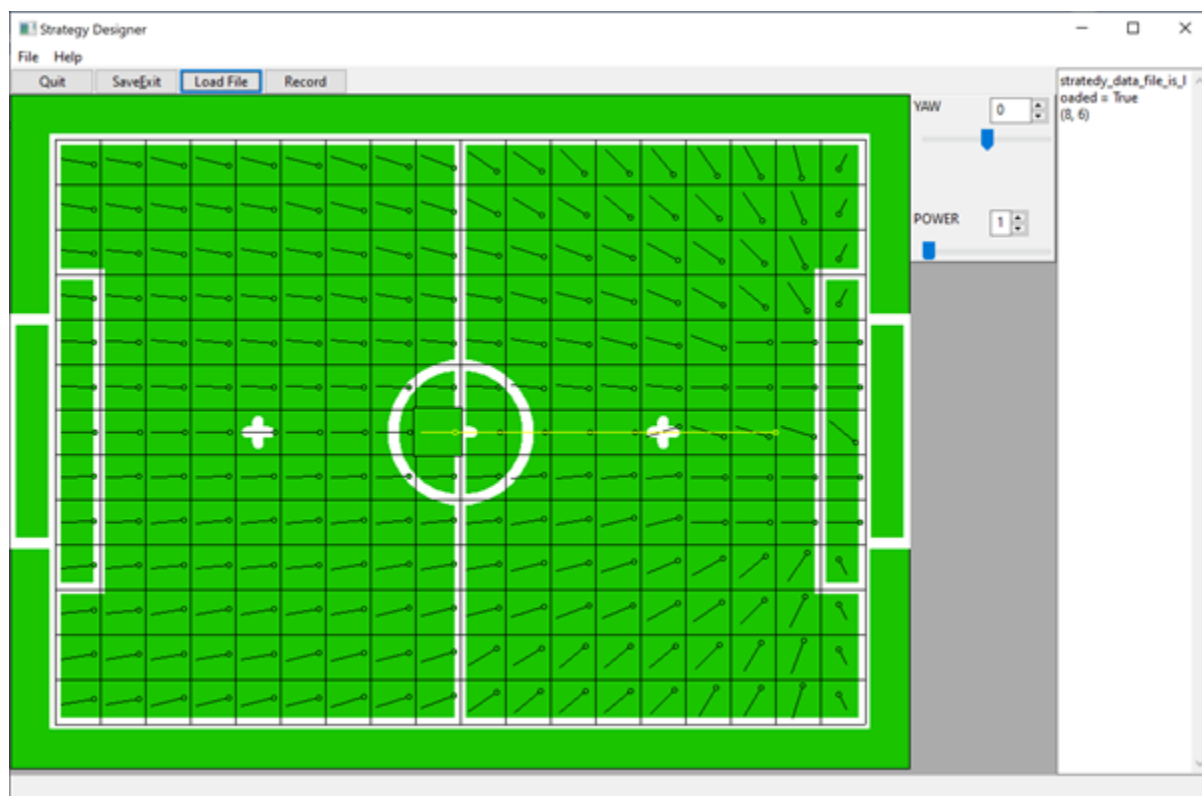 Strategy Designer
File Help
Quit SaveExit Load File Record
stratedy_data_file_is_l
oaded = True
(8, 6)
YAW 0
POWER 1